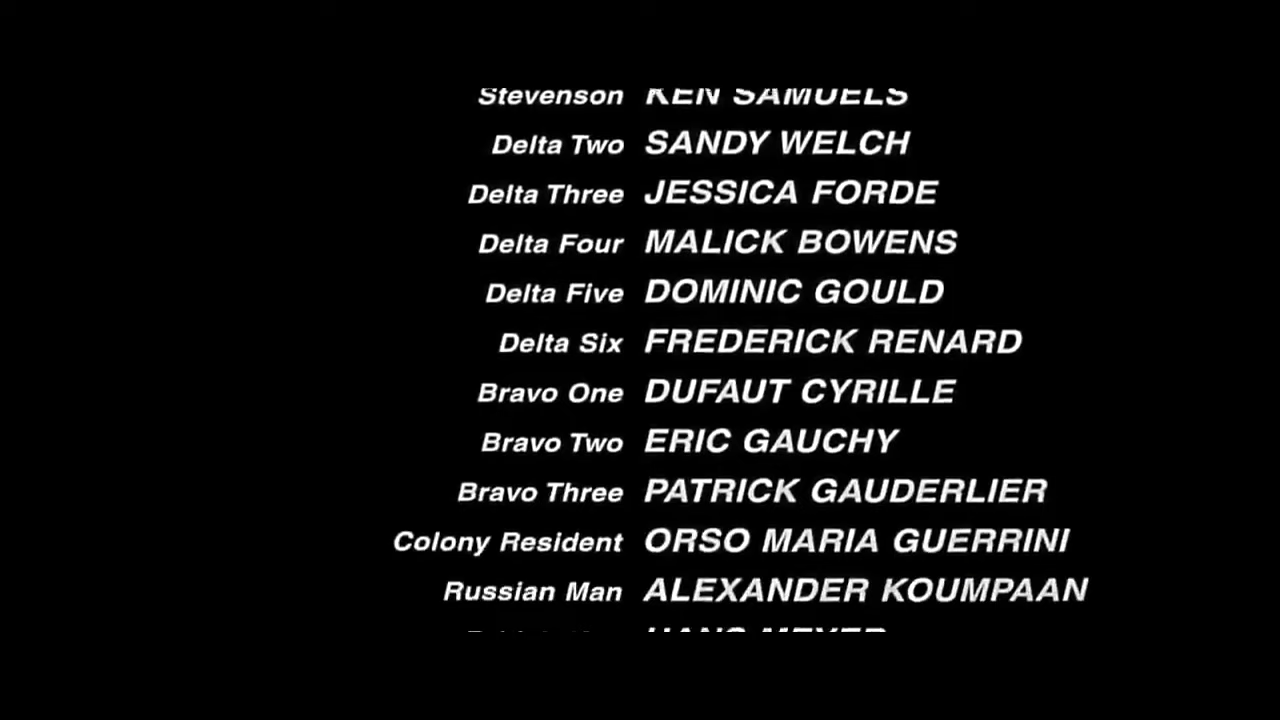 Stevenson KEN SAMUELS
Delta Two SANDY WELCH
Delta Three JESSICA FORDE
Delta Four MALICK BOWENS
Delta Five DOMINIC GOULD
Delta Six FREDERICK RENARD
Bravo One DUFAUT CYRILLE
Bravo Two ERIC GAUCHY
Bravo Three PATRICK GAUDERLIER
Colony Resident ORSO MARIA GUERRINI
Russian Man ALEXANDER KOUMPAAN
HANS MEYER